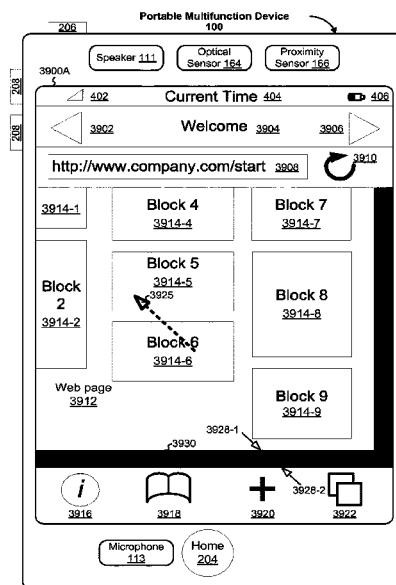 Portable Multifunction Device
100
206
Speaker 111
Optical
Sensor 164
Proximity
Sensor 166
208
3900A
402
Current Time 404
406
208
3902
Welcome 3904
3906
http://www.company.com/start 3908
3910
3914-1
Block 4
3914-4
Block 7
3914-7
Block
2
3914-2
Block 5
3914-5
3925
Block 8
3914-8
Block 6
3914-6
Web page
3912
Block 9
3914-9
3930
3928-1
i
3916
3918
3920
3928-2
3922
Microphone
113
Home
204